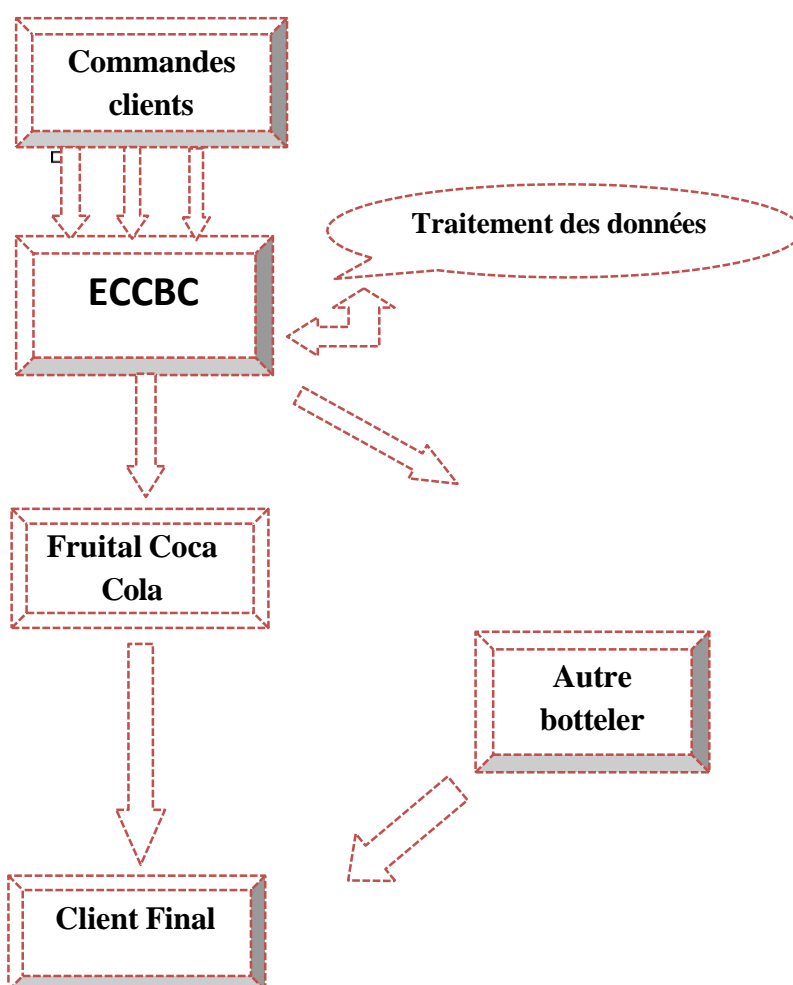 Commandes
clients
Traitement des données
ECCBC
Fruital Coca
Cola
Autre
botteler
Client Final